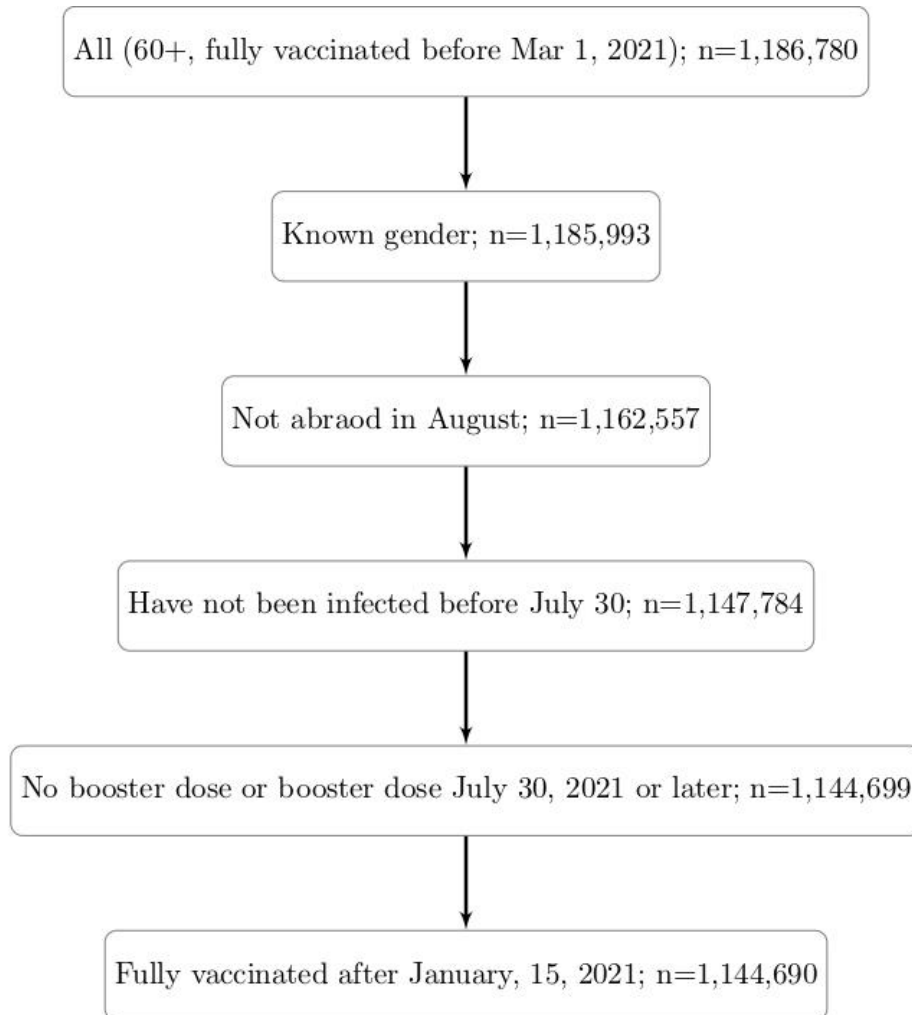 All (60+, fully vaccinated before Mar 1, 2021); n=1,186,780
Known gender; n=1,185,993
Not abraod in August; n=1,162,557
Have not been infected before July 30; n=1,147,784
No booster dose or booster dose July 30, 2021 or later; n=1,144,699
Fully vaccinated after January, 15, 2021; n=1,144,690